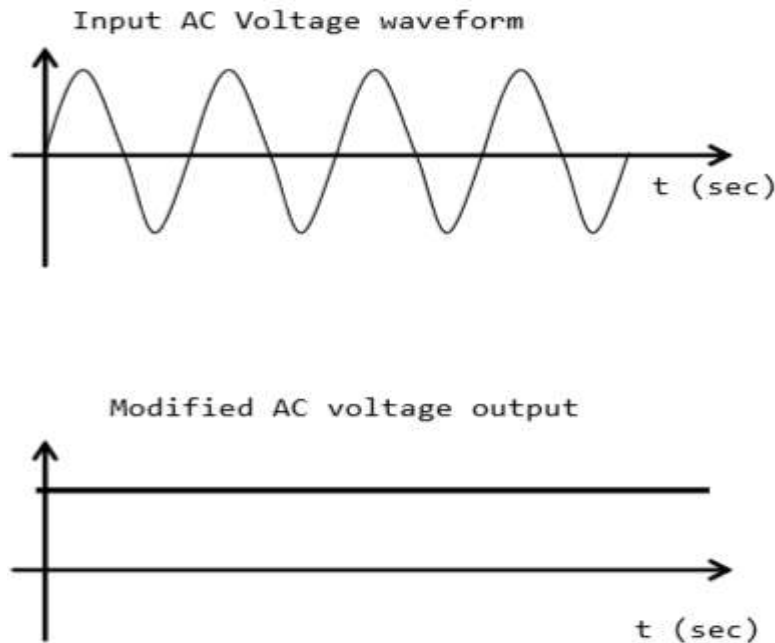 Input AC Voltage waveform
t (sec)
Modified AC voltage output
t (sec)